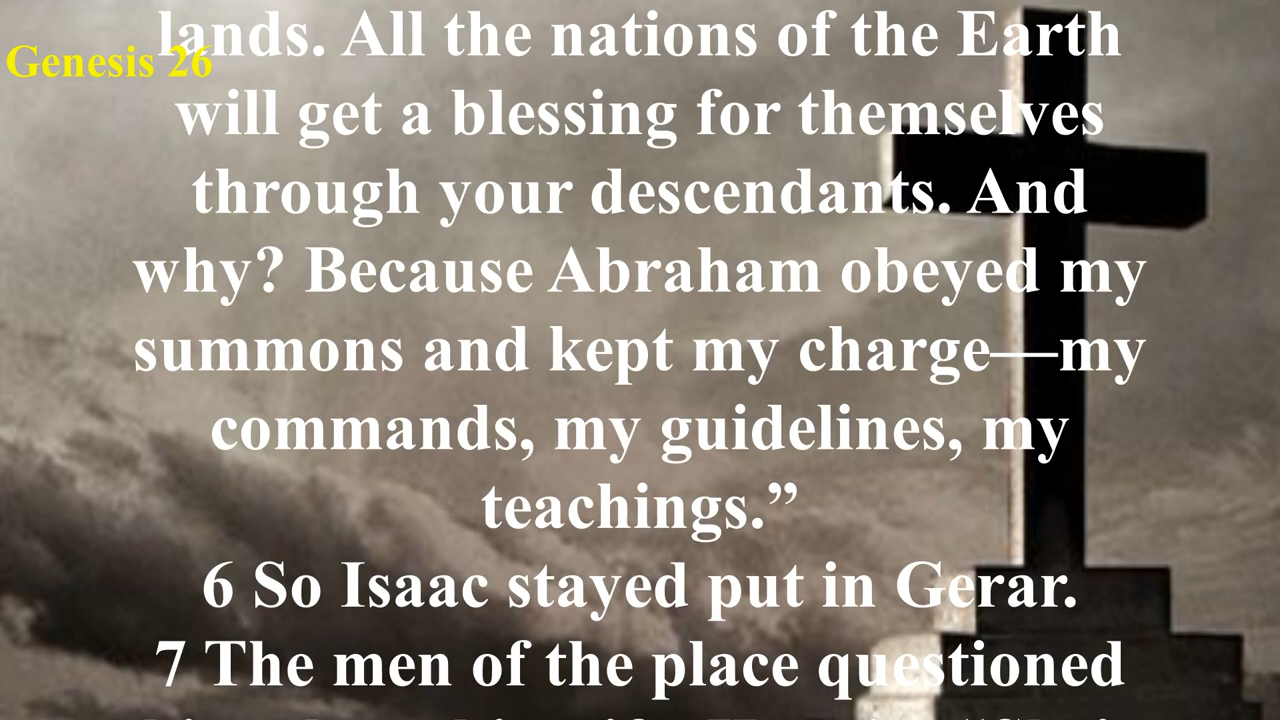 lands. All the nations of the Earth
Genesis 26
will get a blessing for themselves
through your descendants. And
why? Because Abraham obeyed my
summons and kept my charge—my
commands, my guidelines, my
teachings.”
6 So Isaac stayed put in Gerar.
7 The men of the place questioned